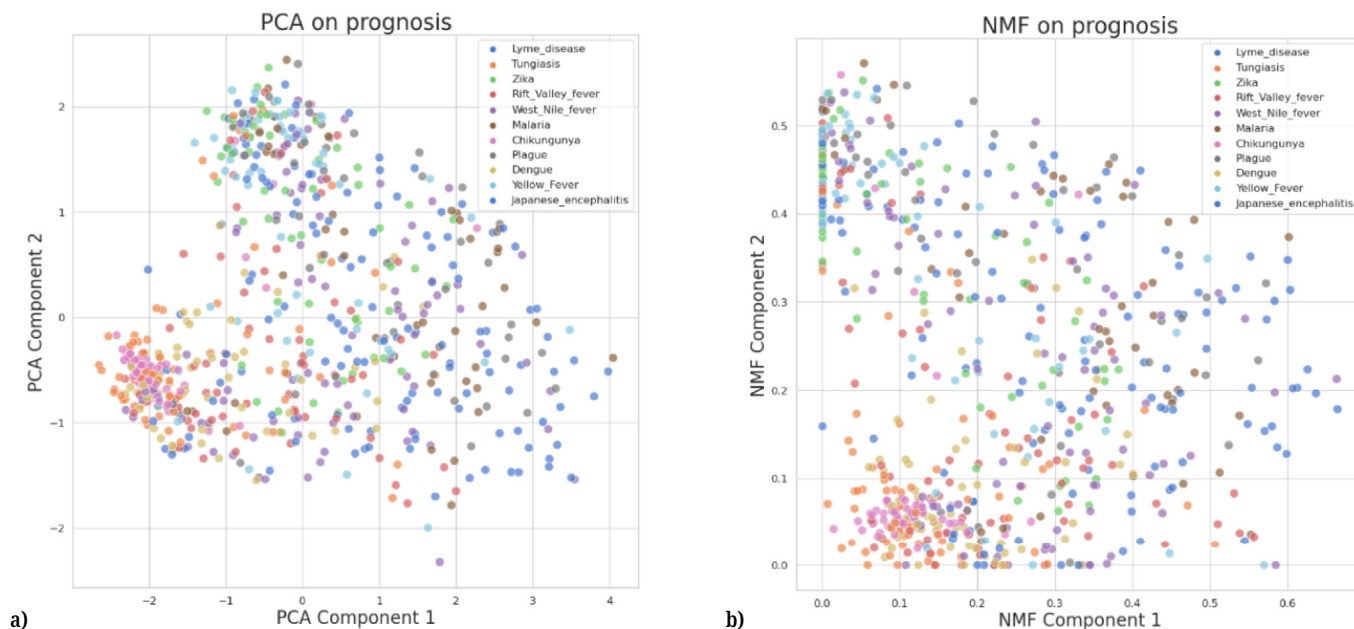 PCA on prognosis
Lyme_disease
Tungiasis
Zika
Rift_Valley_fever
West_Nile_fever
Malaria
Chikungunya
Plague
Dengue
Yellow_Fever
Japanese_encephalitis
2
1
0
−1
−2
PCA Component 2
−2 −1 0 1 2 3 4
PCA Component 1
a)
NMF on prognosis
Lyme_disease
Tungiasis
Zika
Rift_Valley_fever
West_Nile_fever
Malaria
Chikungunya
Plague
Dengue
Yellow_Fever
Japanese_encephalitis
0.5
0.4
0.3
0.2
0.1
0.0
NMF Component 2
0.0 0.1 0.2 0.3 0.4 0.5 0.6
NMF Component 1
b)